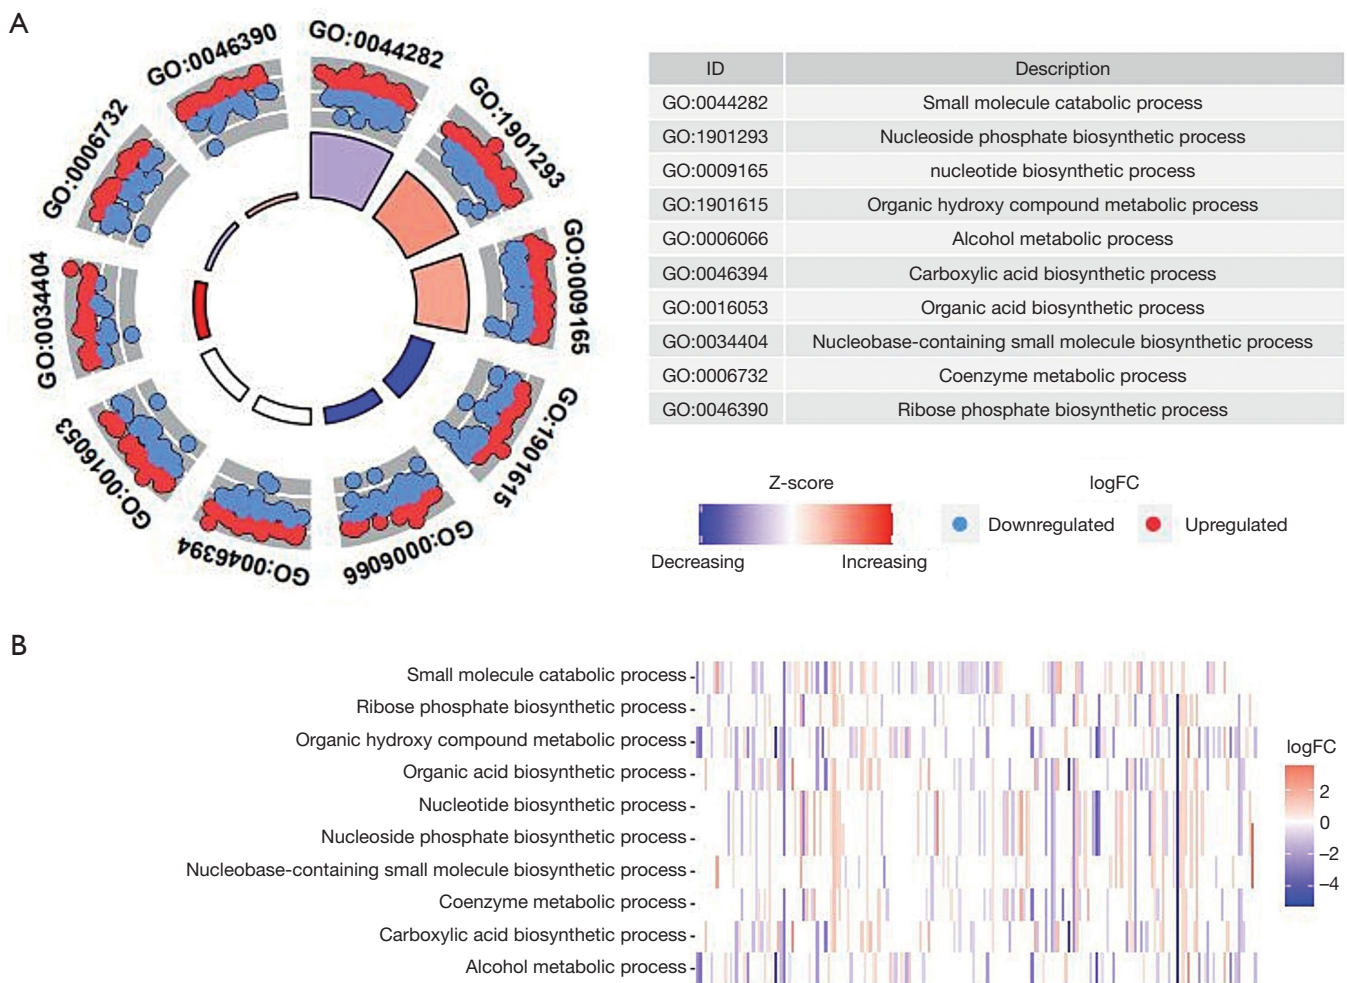 A
GO:0044282
GO:1901293
GO:0009165
GO:1901615
GO:0006066
GO:0046394
GO:0016053
GO:0034404
GO:0006732
GO:0046390
ID Description
GO:0044282 Small molecule catabolic process
GO:1901293 Nucleoside phosphate biosynthetic process
GO:0009165 nucleotide biosynthetic process
GO:1901615 Organic hydroxy compound metabolic process
GO:0006066 Alcohol metabolic process
GO:0046394 Carboxylic acid biosynthetic process
GO:0016053 Organic acid biosynthetic process
GO:0034404 Nucleobase-containing small molecule biosynthetic process
GO:0006732 Coenzyme metabolic process
GO:0046390 Ribose phosphate biosynthetic process
Z-score logFC
Downregulated Upregulated
Decreasing Increasing
B
Small molecule catabolic process
Ribose phosphate biosynthetic process
Organic hydroxy compound metabolic process
Organic acid biosynthetic process
Nucleotide biosynthetic process
Nucleoside phosphate biosynthetic process
Nucleobase-containing small molecule biosynthetic process
Coenzyme metabolic process
Carboxylic acid biosynthetic process
Alcohol metabolic process
logFC
2
0
−2
−4